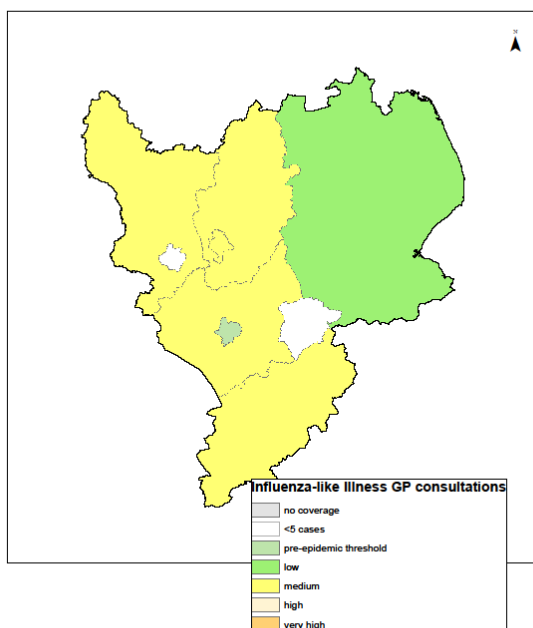 Influenza-like Illness GP consultations
no coverage
<5 cases
pre-epidemic threshold
low
medium
high
very high